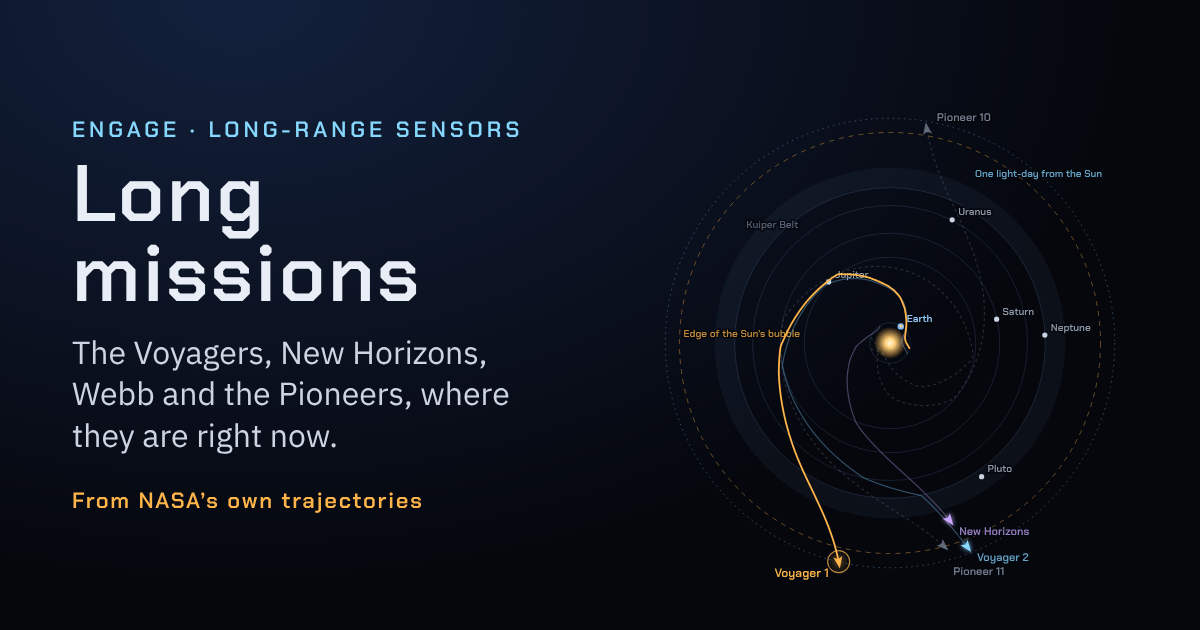 ENGAGE · LONG-RANGE SENSORS
Long
missions
The Voyagers, New Horizons,
Webb and the Pioneers, where
they are right now.
From NASA’s own trajectories
Pioneer 10
One light-day from the Sun
Uranus
Kuiper Belt
Jupiter
Saturn
Earth
Neptune
Edge of the Sun's bubble
Pluto
New Horizons
Voyager 2
Pioneer 11
Voyager 1